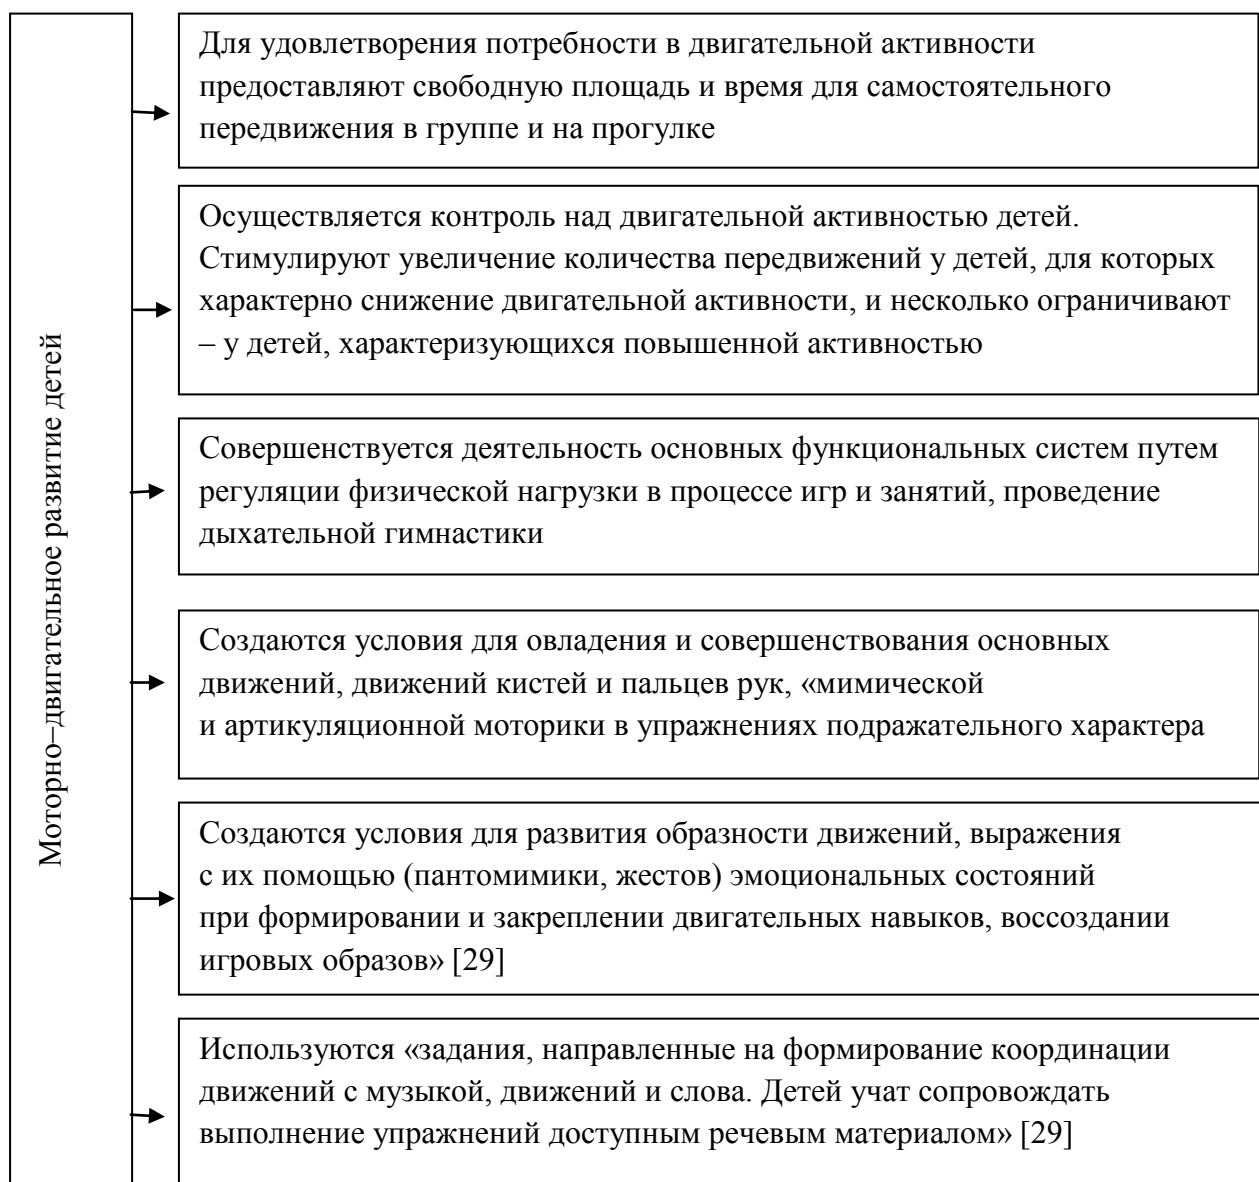 Моторно–двигательное развитие детей
Для удовлетворения потребности в двигательной активности
предоставляют свободную площадь и время для самостоятельного
передвижения в группе и на прогулке
Осуществляется контроль над двигательной активностью детей.
Стимулируют увеличение количества передвижений у детей, для которых
характерно снижение двигательной активности, и несколько ограничивают
– у детей, характеризующихся повышенной активностью
Совершенствуется деятельность основных функциональных систем путем
регуляции физической нагрузки в процессе игр и занятий, проведение
дыхательной гимнастики
Создаются условия для овладения и совершенствования основных
движений, движений кистей и пальцев рук, «мимической
и артикуляционной моторики в упражнениях подражательного характера
Создаются условия для развития образности движений, выражения
с их помощью (пантомимики, жестов) эмоциональных состояний
при формировании и закреплении двигательных навыков, воссоздании
игровых образов» [29]
Используются «задания, направленные на формирование координации
движений с музыкой, движений и слова. Детей учат сопровождать
выполнение упражнений доступным речевым материалом» [29]